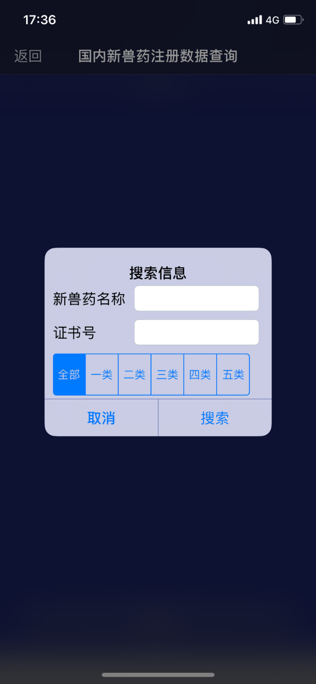 17:36 4G
返回 国内新兽药注册数据查询
搜索信息
新兽药名称
证书号
全部 一类 二类 三类 四类 五类
取消 搜索